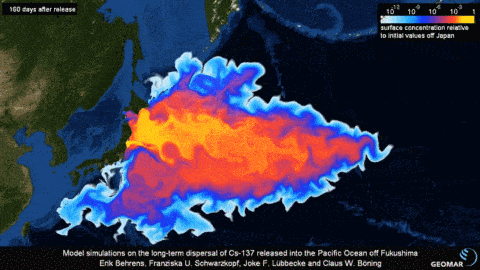 160 days after release
10-12 10-9 10-6 10-3 1
surface concentration relative
to initial values off Japan
Model simulations on the long-term dispersal of Cs-137 released into the Pacific Ocean off Fukushima
Erik Behrens, Franziska U. Schwarzkopf, Joke F. Lübbecke and Claus W. Böning
GEOMAR